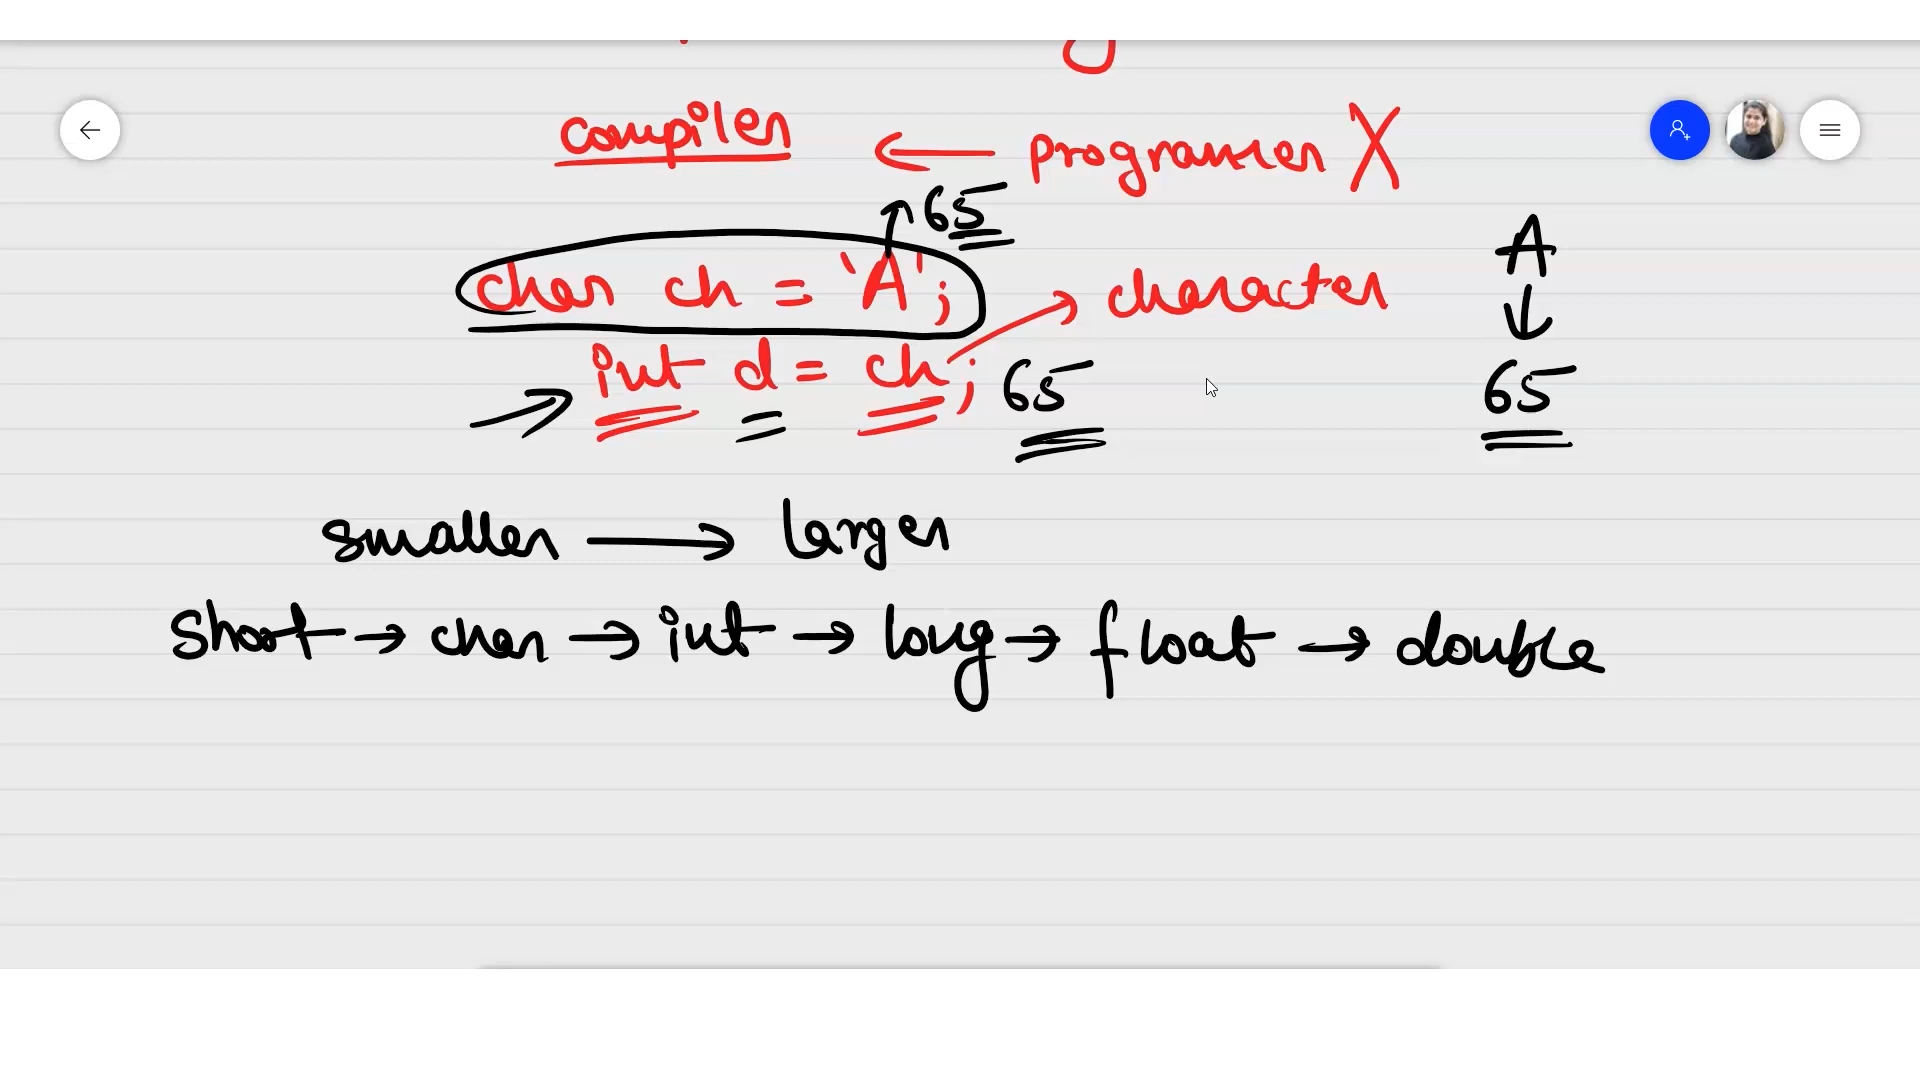 compiler ← programmer X
↑ 65
char ch = 'A'; → character A
↓
int d = ch; 65 65
smaller → larger
short → char → int → long → float → double